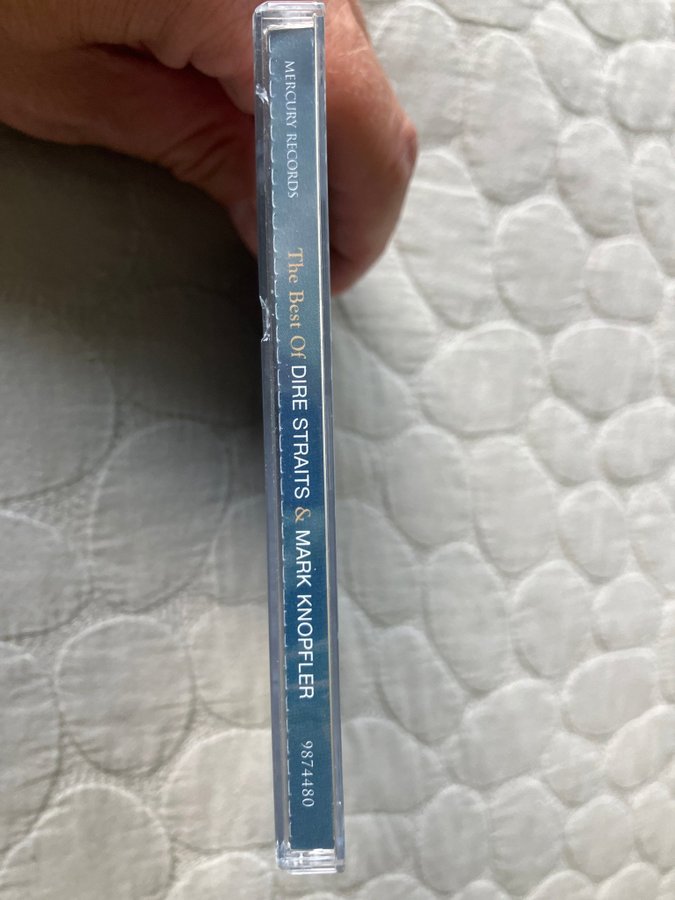 MERCURY RECORDS
The Best Of DIRE STRAITS & MARK KNOPFLER
9874480